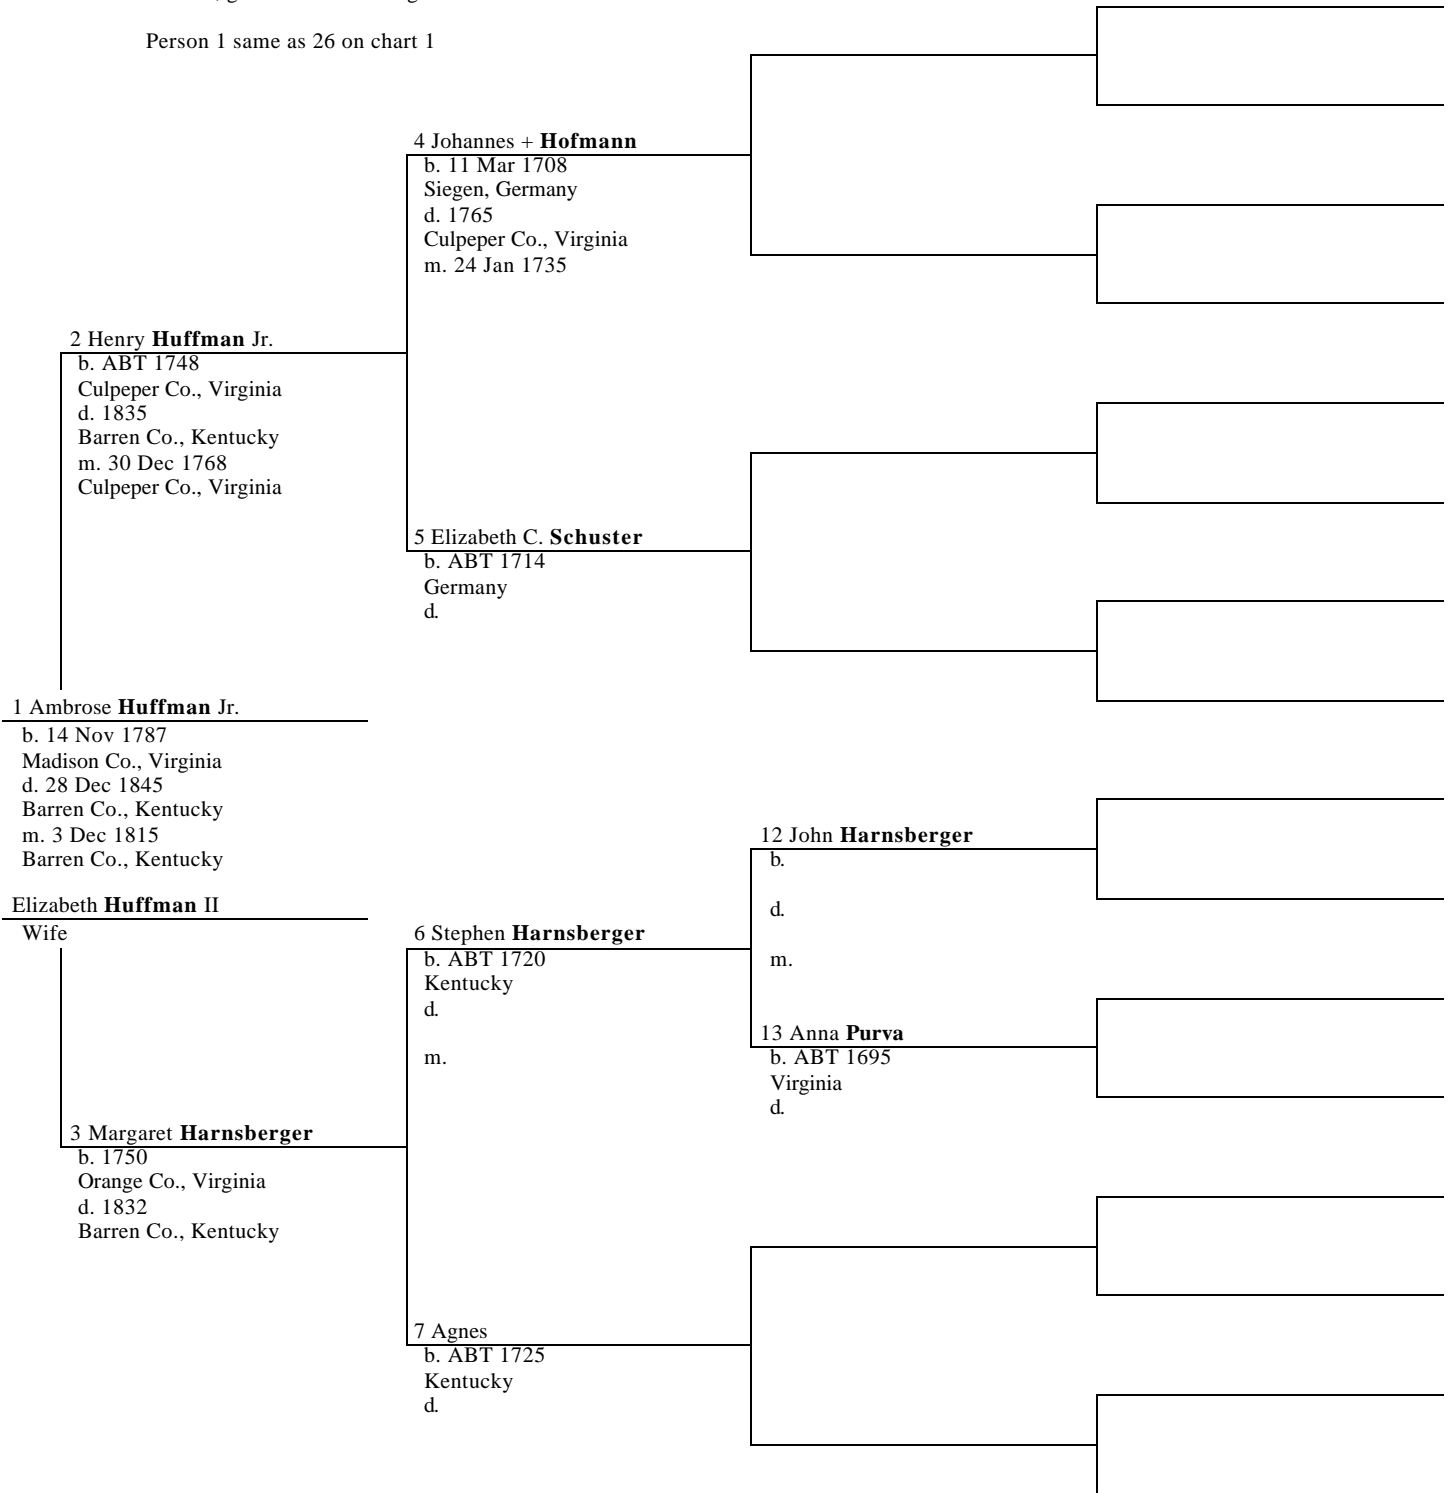 Person 1 same as 26 on chart 1
4 Johannes + Hofmann
b. 11 Mar 1708
Siegen, Germany
d. 1765
Culpeper Co., Virginia
m. 24 Jan 1735
2 Henry Huffman Jr.
b. ABT 1748
Culpeper Co., Virginia
d. 1835
Barren Co., Kentucky
m. 30 Dec 1768
Culpeper Co., Virginia
5 Elizabeth C. Schuster
b. ABT 1714
Germany
d.
1 Ambrose Huffman Jr.
b. 14 Nov 1787
Madison Co., Virginia
d. 28 Dec 1845
Barren Co., Kentucky
m. 3 Dec 1815
Barren Co., Kentucky
Elizabeth Huffman II
Wife
12 John Harnsberger
b.
d.
m.
6 Stephen Harnsberger
b. ABT 1720
Kentucky
d.
m.
13 Anna Purva
b. ABT 1695
Virginia
d.
3 Margaret Harnsberger
b. 1750
Orange Co., Virginia
d. 1832
Barren Co., Kentucky
7 Agnes
b. ABT 1725
Kentucky
d.